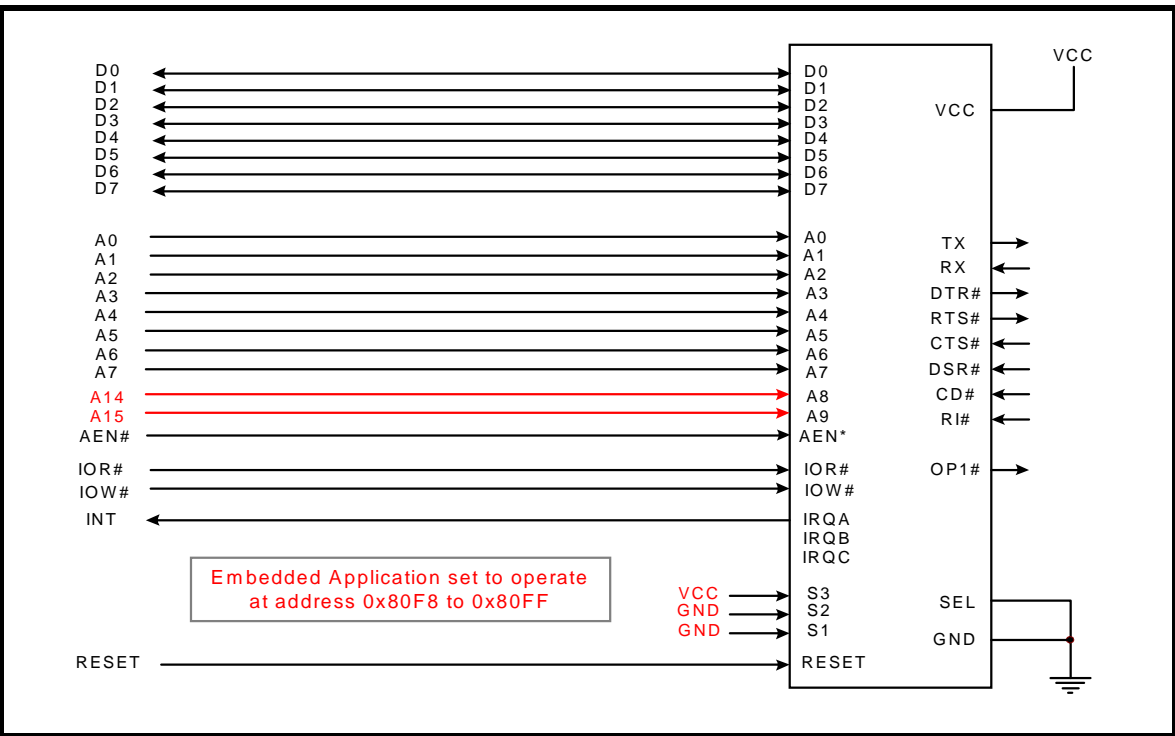 VCC
D0 D0
D1 D1
D2 D2
D3 D3
D4 D4
D5 D5
D6 D6
D7 D7
VCC
A0 A0
A1 A1
A2 A2
A3 A3
A4 A4
A5 A5
A6 A6
A7 A7
A14 A8
A15 A9
AEN# AEN*
IOR# IOR#
IOW# IOW#
INT IRQA
IRQB
IRQC
TX
RX
DTR#
RTS#
CTS#
DSR#
CD#
RI#
OP1#
Embedded Application set to operate
at address 0x80F8 to 0x80FF
VCC S3
GND S2
GND S1
SEL
GND
RESET RESET